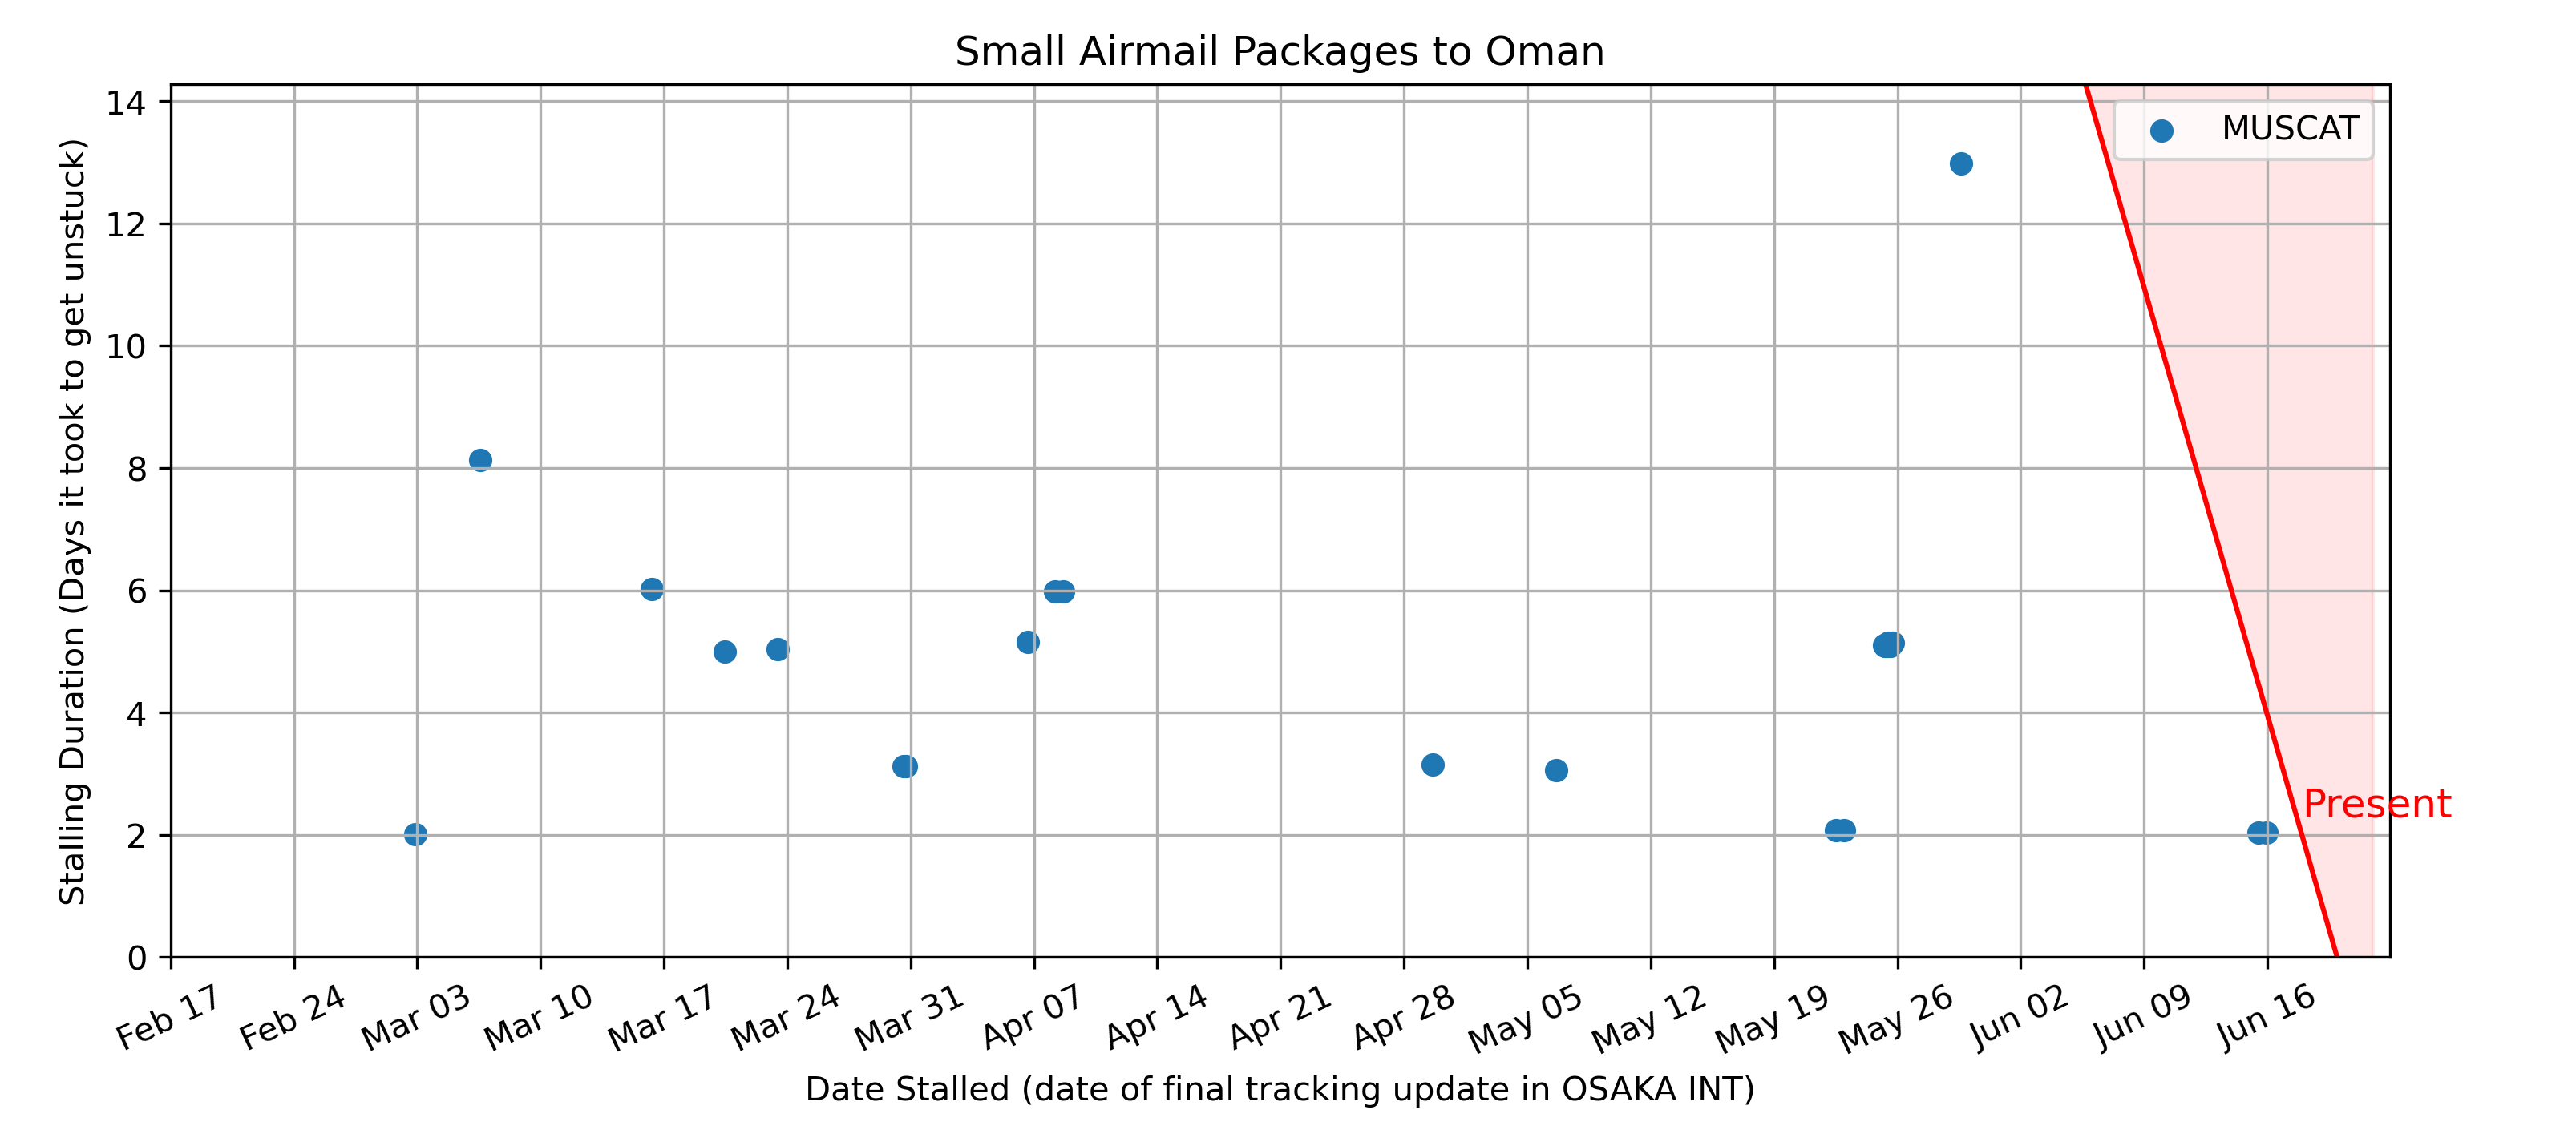 Small Airmail Packages to Oman
MUSCAT
Stalling Duration (Days it took to get unstuck)
14
12
10
8
6
4
2
0
Present
Feb 17
Feb 24
Mar 03
Mar 10
Mar 17
Mar 24
Mar 31
Apr 07
Apr 14
Apr 21
Apr 28
May 05
May 12
May 19
May 26
Jun 02
Jun 09
Jun 16
Date Stalled (date of final tracking update in OSAKA INT)